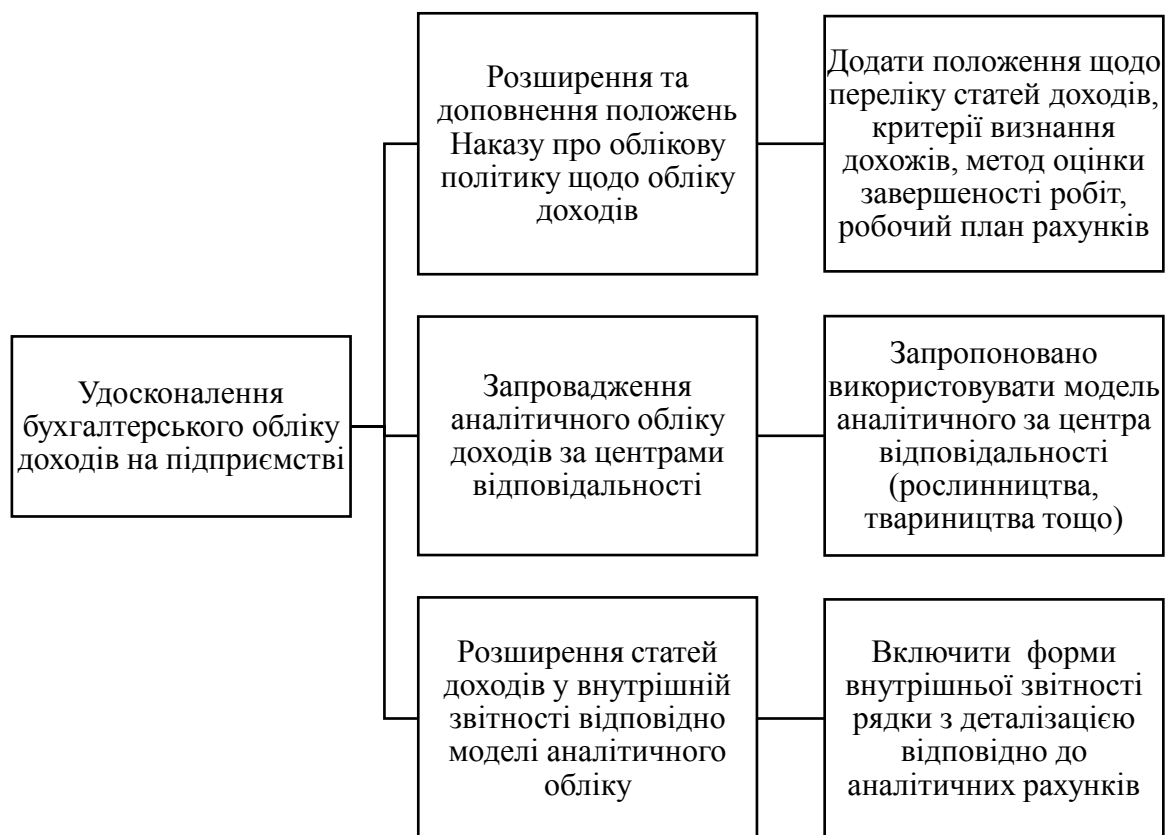 Удосконалення
бухгалтерського обліку
доходів на підприємстві
Розширення та
доповнення положень
Наказу про облікову
політику щодо обліку
доходів
Додати положення щодо
переліку статей доходів,
критерії визнання
дохожів, метод оцінки
завершеності робіт,
робочий план рахунків
Запровадження
аналітичного обліку
доходів за центрами
відповідальності
Запропоновано
використовувати модель
аналітичного за центра
відповідальності
(рослинництва,
твариництва тощо)
Розширення статей
доходів у внутрішній
звітності відповідно
моделі аналітичного
обліку
Включити форми
внутрішньої звітності
рядки з деталізацією
відповідно до
аналітичних рахунків